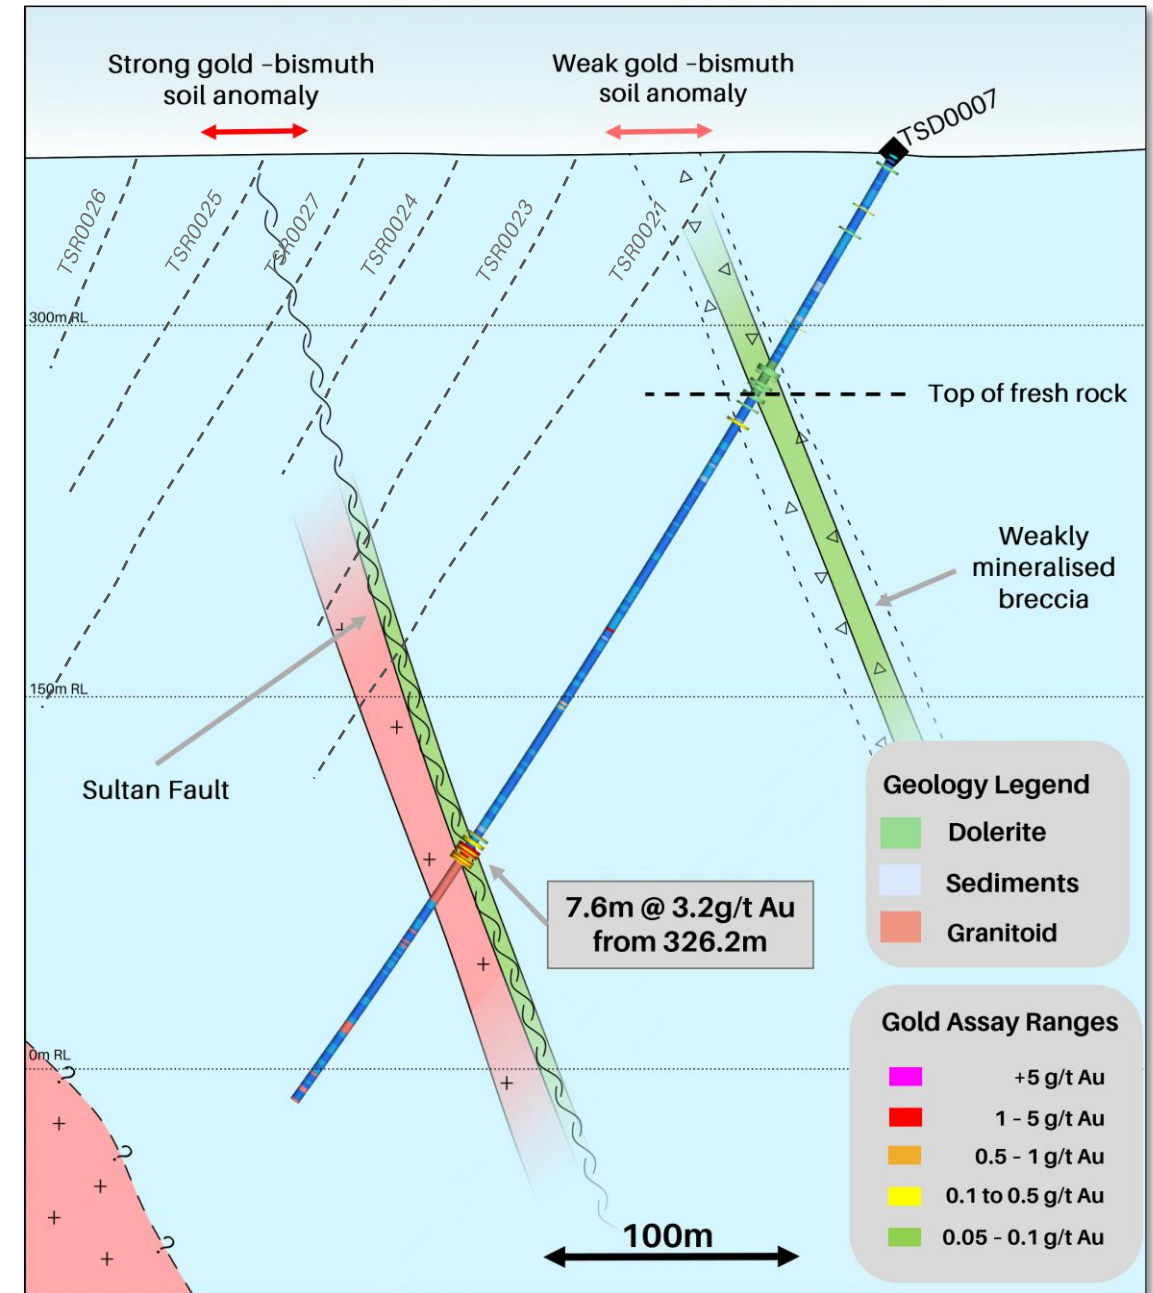 Strong gold –bismuth
soil anomaly
Weak gold –bismuth
soil anomaly
TSD0007
TSR0026
TSR0025
TSR0027
TSR0024
TSR0023
TSR0021
300m RL
Top of fresh rock
Weakly
mineralised
breccia
150m RL
Sultan Fault
Geology Legend
Dolerite
Sediments
Granitoid
7.6m @ 3.2g/t Au
from 326.2m
Gold Assay Ranges
+5 g/t Au
1 – 5 g/t Au
0.5 – 1 g/t Au
0.1 to 0.5 g/t Au
0.05 – 0.1 g/t Au
0m RL
?
?
?
100m